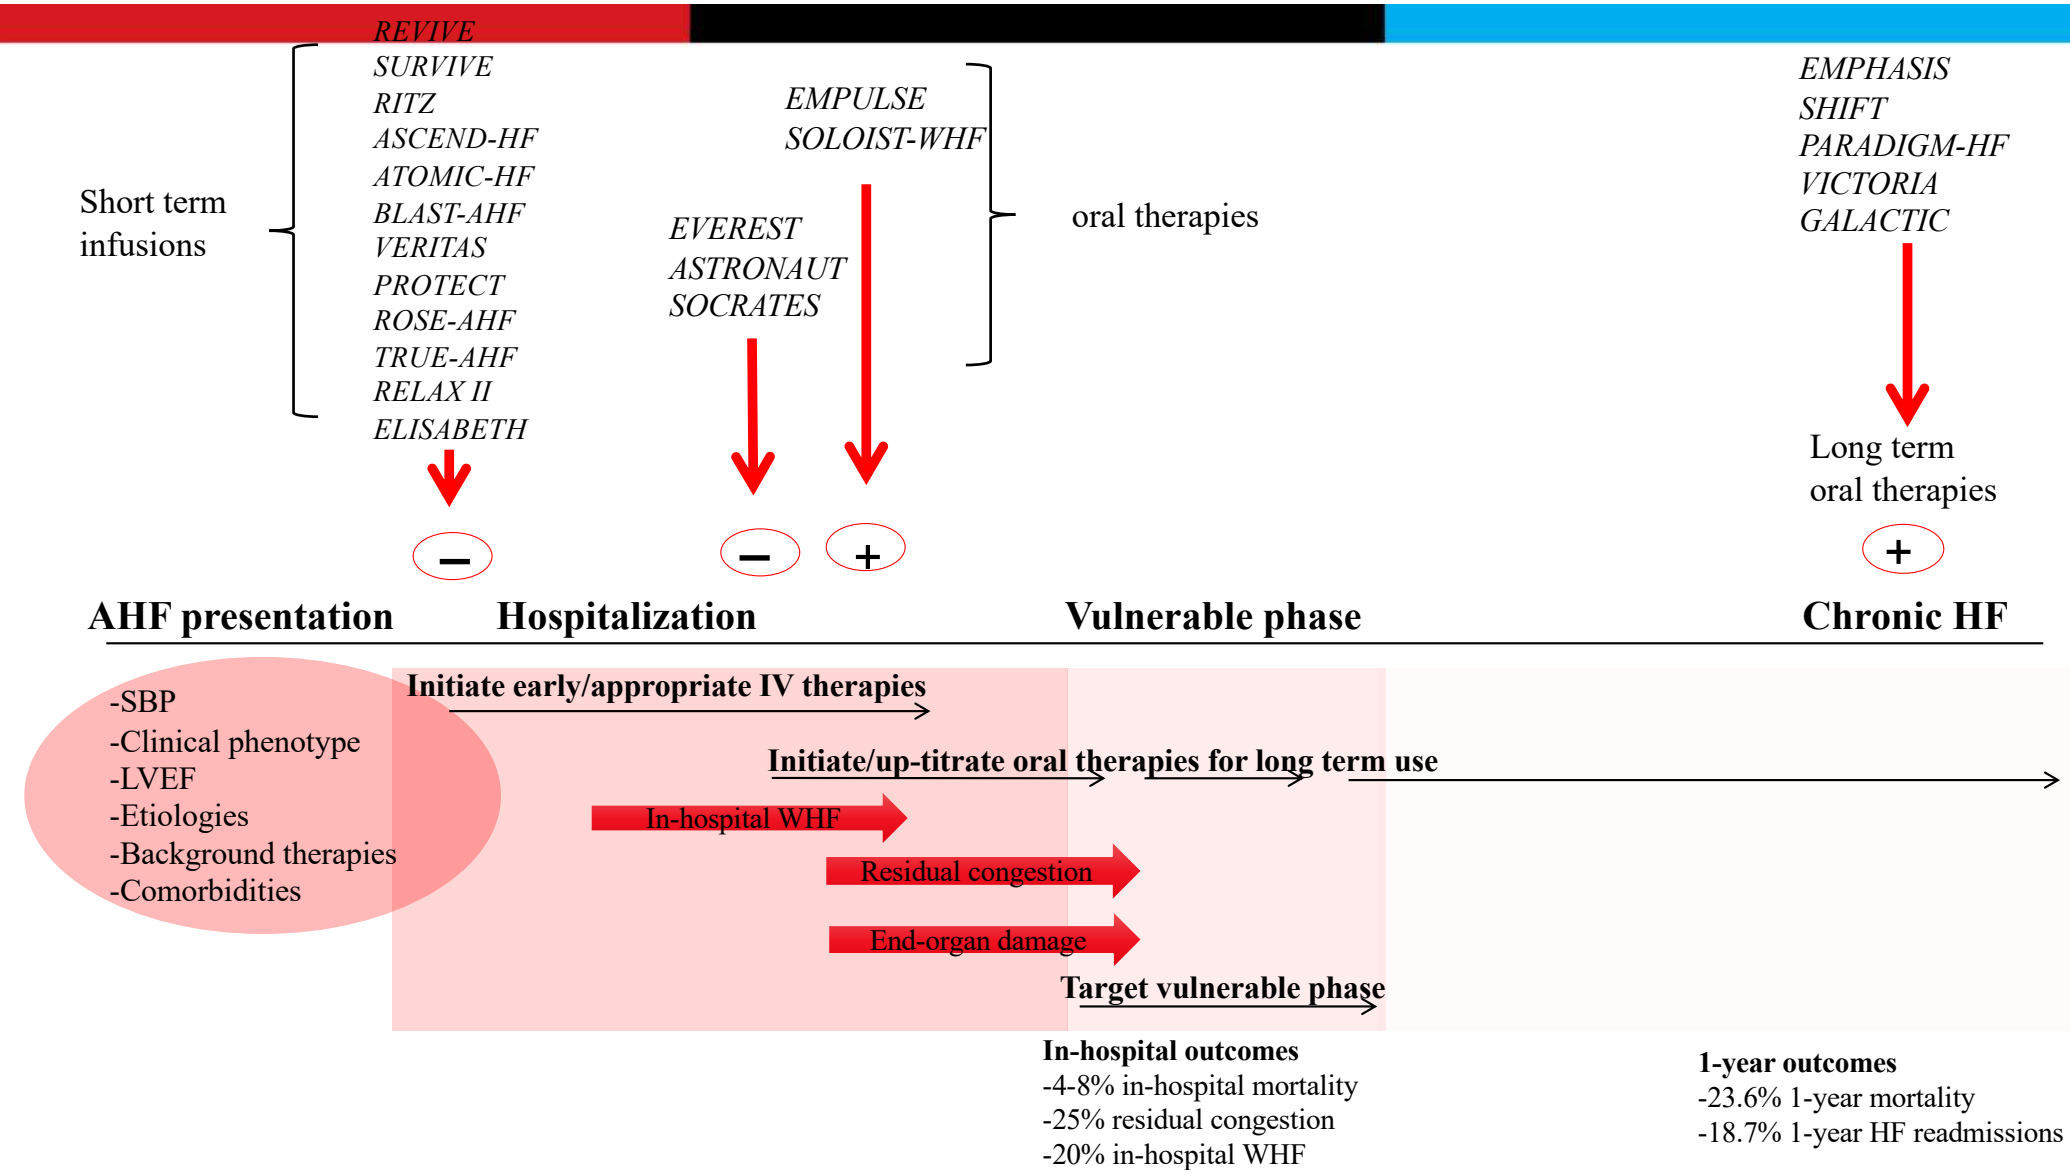 REVIVE
SURVIVE
RITZ
ASCEND-HF
ATOMIC-HF
BLAST-AHF
VERITAS
PROTECT
ROSE-AHF
TRUE-AHF
RELAX II
ELISABETH
Short term
infusions
EMPULSE
SOLOIST-WHF
EVEREST
ASTRONAUT
SOCRATES
oral therapies
EMPHASIS
SHIFT
PARADIGM-HF
VICTORIA
GALACTIC
Long term
oral therapies
–
–
+
+
AHF presentation
Hospitalization
Vulnerable phase
Chronic HF
-SBP
-Clinical phenotype
-LVEF
-Etiologies
-Background therapies
-Comorbidities
Initiate early/appropriate IV therapies
Initiate/up-titrate oral therapies for long term use
In-hospital WHF
Residual congestion
End-organ damage
Target vulnerable phase
In-hospital outcomes
-4-8% in-hospital mortality
-25% residual congestion
-20% in-hospital WHF
1-year outcomes
-23.6% 1-year mortality
-18.7% 1-year HF readmissions